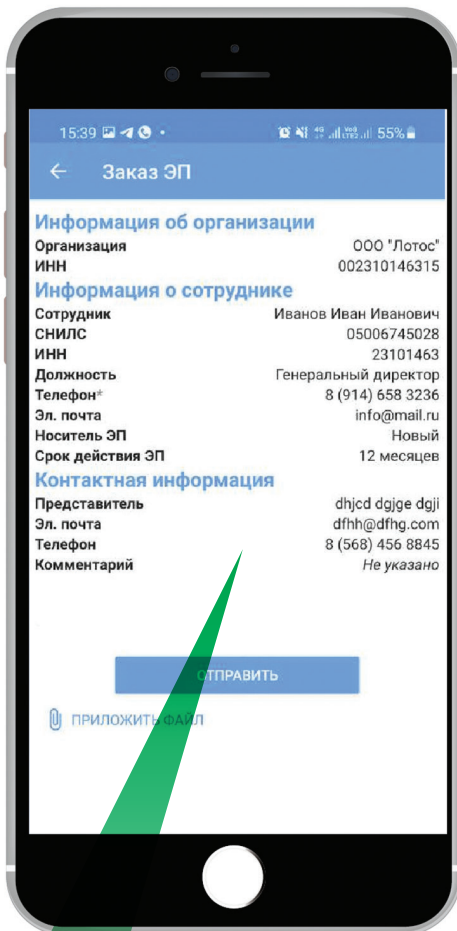 15:39
4G LTE2 55%
Заказ ЭП
Информация об организации
Организация ООО "Лотос"
ИНН 002310146315
Информация о сотруднике
Сотрудник Иванов Иван Иванович
СНИЛС 05006745028
ИНН 23101463
Должность Генеральный директор
Телефон* 8 (914) 658 3236
Эл. почта info@mail.ru
Носитель ЭП Новый
Срок действия ЭП 12 месяцев
Контактная информация
Представитель dhjcd dgjge dgji
Эл. почта dfhh@dfhg.com
Телефон 8 (568) 456 8845
Комментарий Не указано
ОТПРАВИТЬ
ПРИЛОЖИТЬ ФАЙЛ